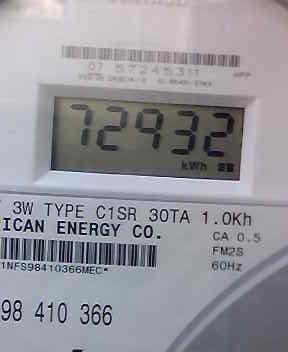 07 57245311
72932
kWh
3W TYPE C1SR 30TA 1.0Kh
ICAN ENERGY CO. CA 0.5
FM2S
1NFS98410366MEC* 60Hz
98 410 366